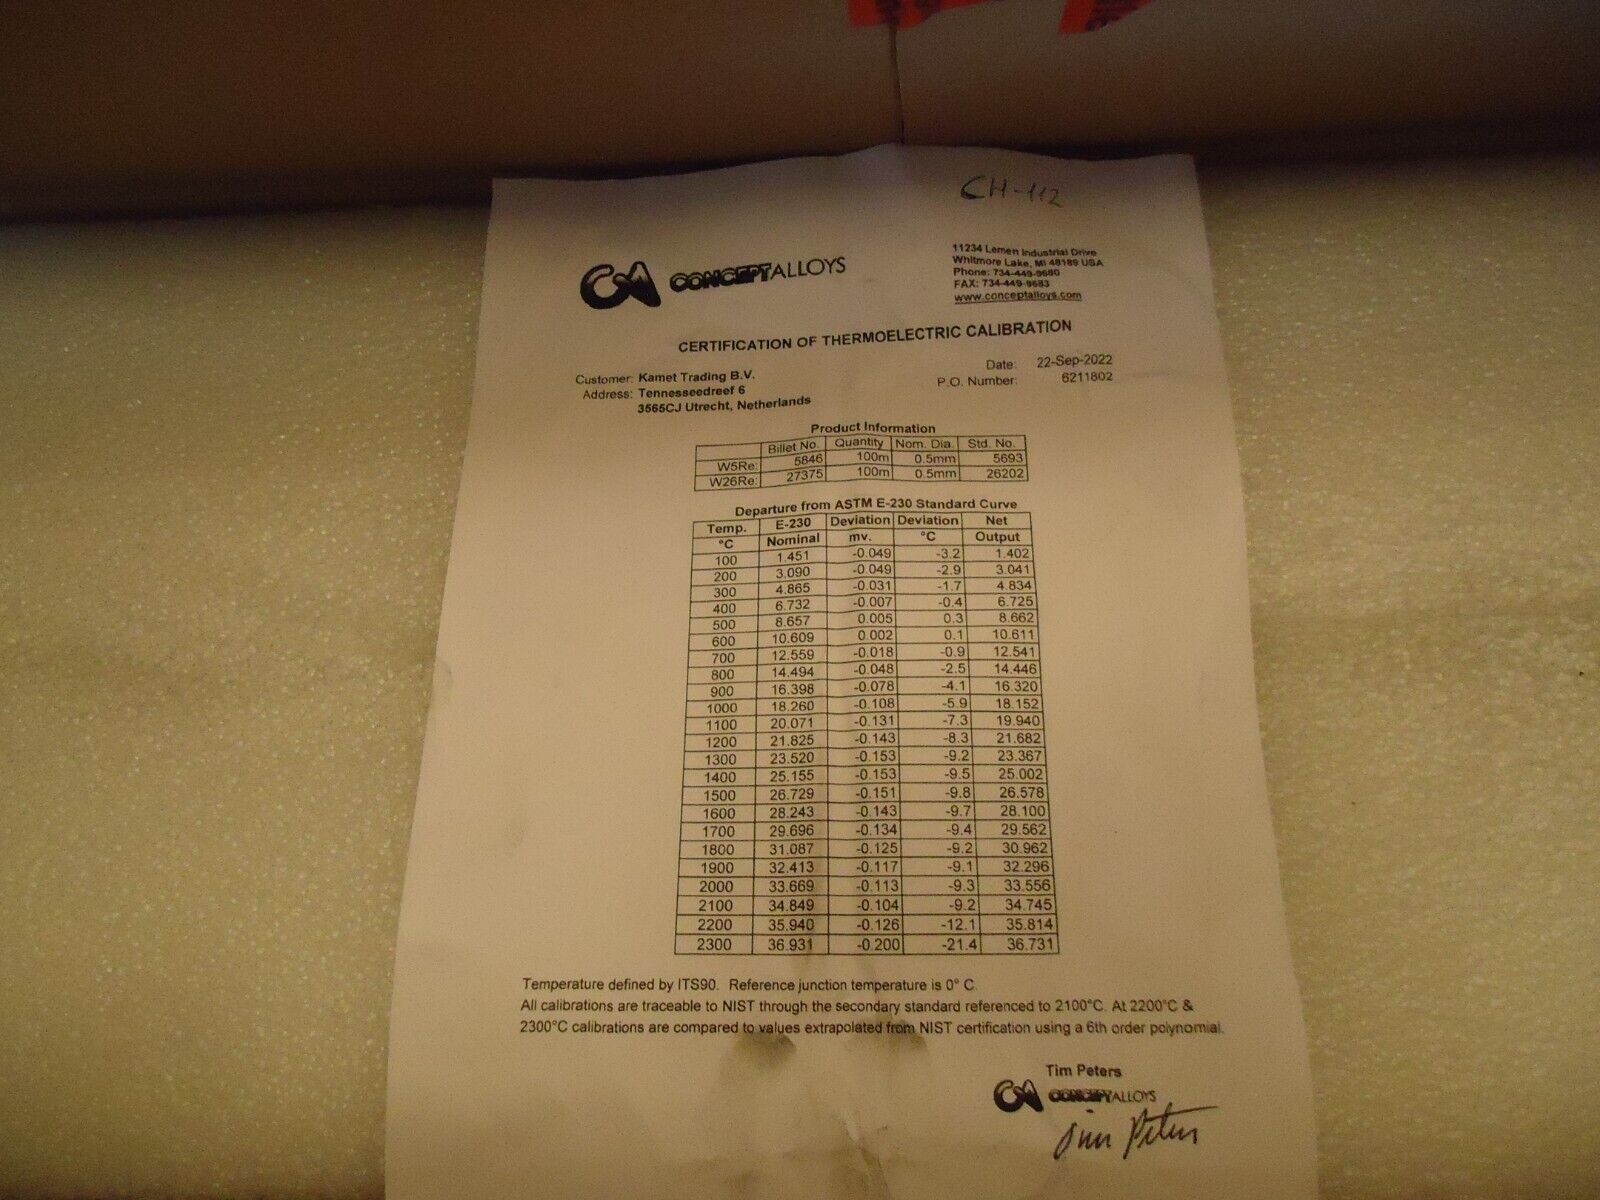 CH-112
CA CONCEPTALLOYS
11234 Lemen Industrial Drive
Whitmore Lake, MI 48189 USA
Phone: 734-449-9680
FAX: 734-449-9683
www.conceptalloys.com
CERTIFICATION OF THERMOELECTRIC CALIBRATION
Date: 22-Sep-2022
P.O. Number: 6211802
Customer: Kamet Trading B.V.
Address: Tennesseedreef 6
3565CJ Utrecht, Netherlands
Product Information
Billet No. Quantity Nom. Dia. Std. No.
W5Re: 5846 100m 0.5mm 5693
W26Re: 27375 100m 0.5mm 26202
Departure from ASTM E-230 Standard Curve
Temp. E-230 Deviation Deviation Net
°C Nominal mv. °C Output
100 1.451 -0.049 -3.2 1.402
200 3.090 -0.049 -2.9 3.041
300 4.865 -0.031 -1.7 4.834
400 6.732 -0.007 -0.4 6.725
500 8.657 0.005 0.3 8.662
600 10.609 0.002 0.1 10.611
700 12.559 -0.018 -0.9 12.541
800 14.494 -0.048 -2.5 14.446
900 16.398 -0.078 -4.1 16.320
1000 18.260 -0.108 -5.9 18.152
1100 20.071 -0.131 -7.3 19.940
1200 21.825 -0.143 -8.3 21.682
1300 23.520 -0.153 -9.2 23.367
1400 25.155 -0.153 -9.5 25.002
1500 26.729 -0.151 -9.8 26.578
1600 28.243 -0.143 -9.7 28.100
1700 29.696 -0.134 -9.4 29.562
1800 31.087 -0.125 -9.2 30.962
1900 32.413 -0.117 -9.1 32.296
2000 33.669 -0.113 -9.3 33.556
2100 34.849 -0.104 -9.2 34.745
2200 35.940 -0.126 -12.1 35.814
2300 36.931 -0.200 -21.4 36.731
Temperature defined by ITS90. Reference junction temperature is 0° C.
All calibrations are traceable to NIST through the secondary standard referenced to 2100°C. At 2200°C &
2300°C calibrations are compared to values extrapolated from NIST certification using a 6th order polynomial.
Tim Peters
CA CONCEPTALLOYS
Tim Peters